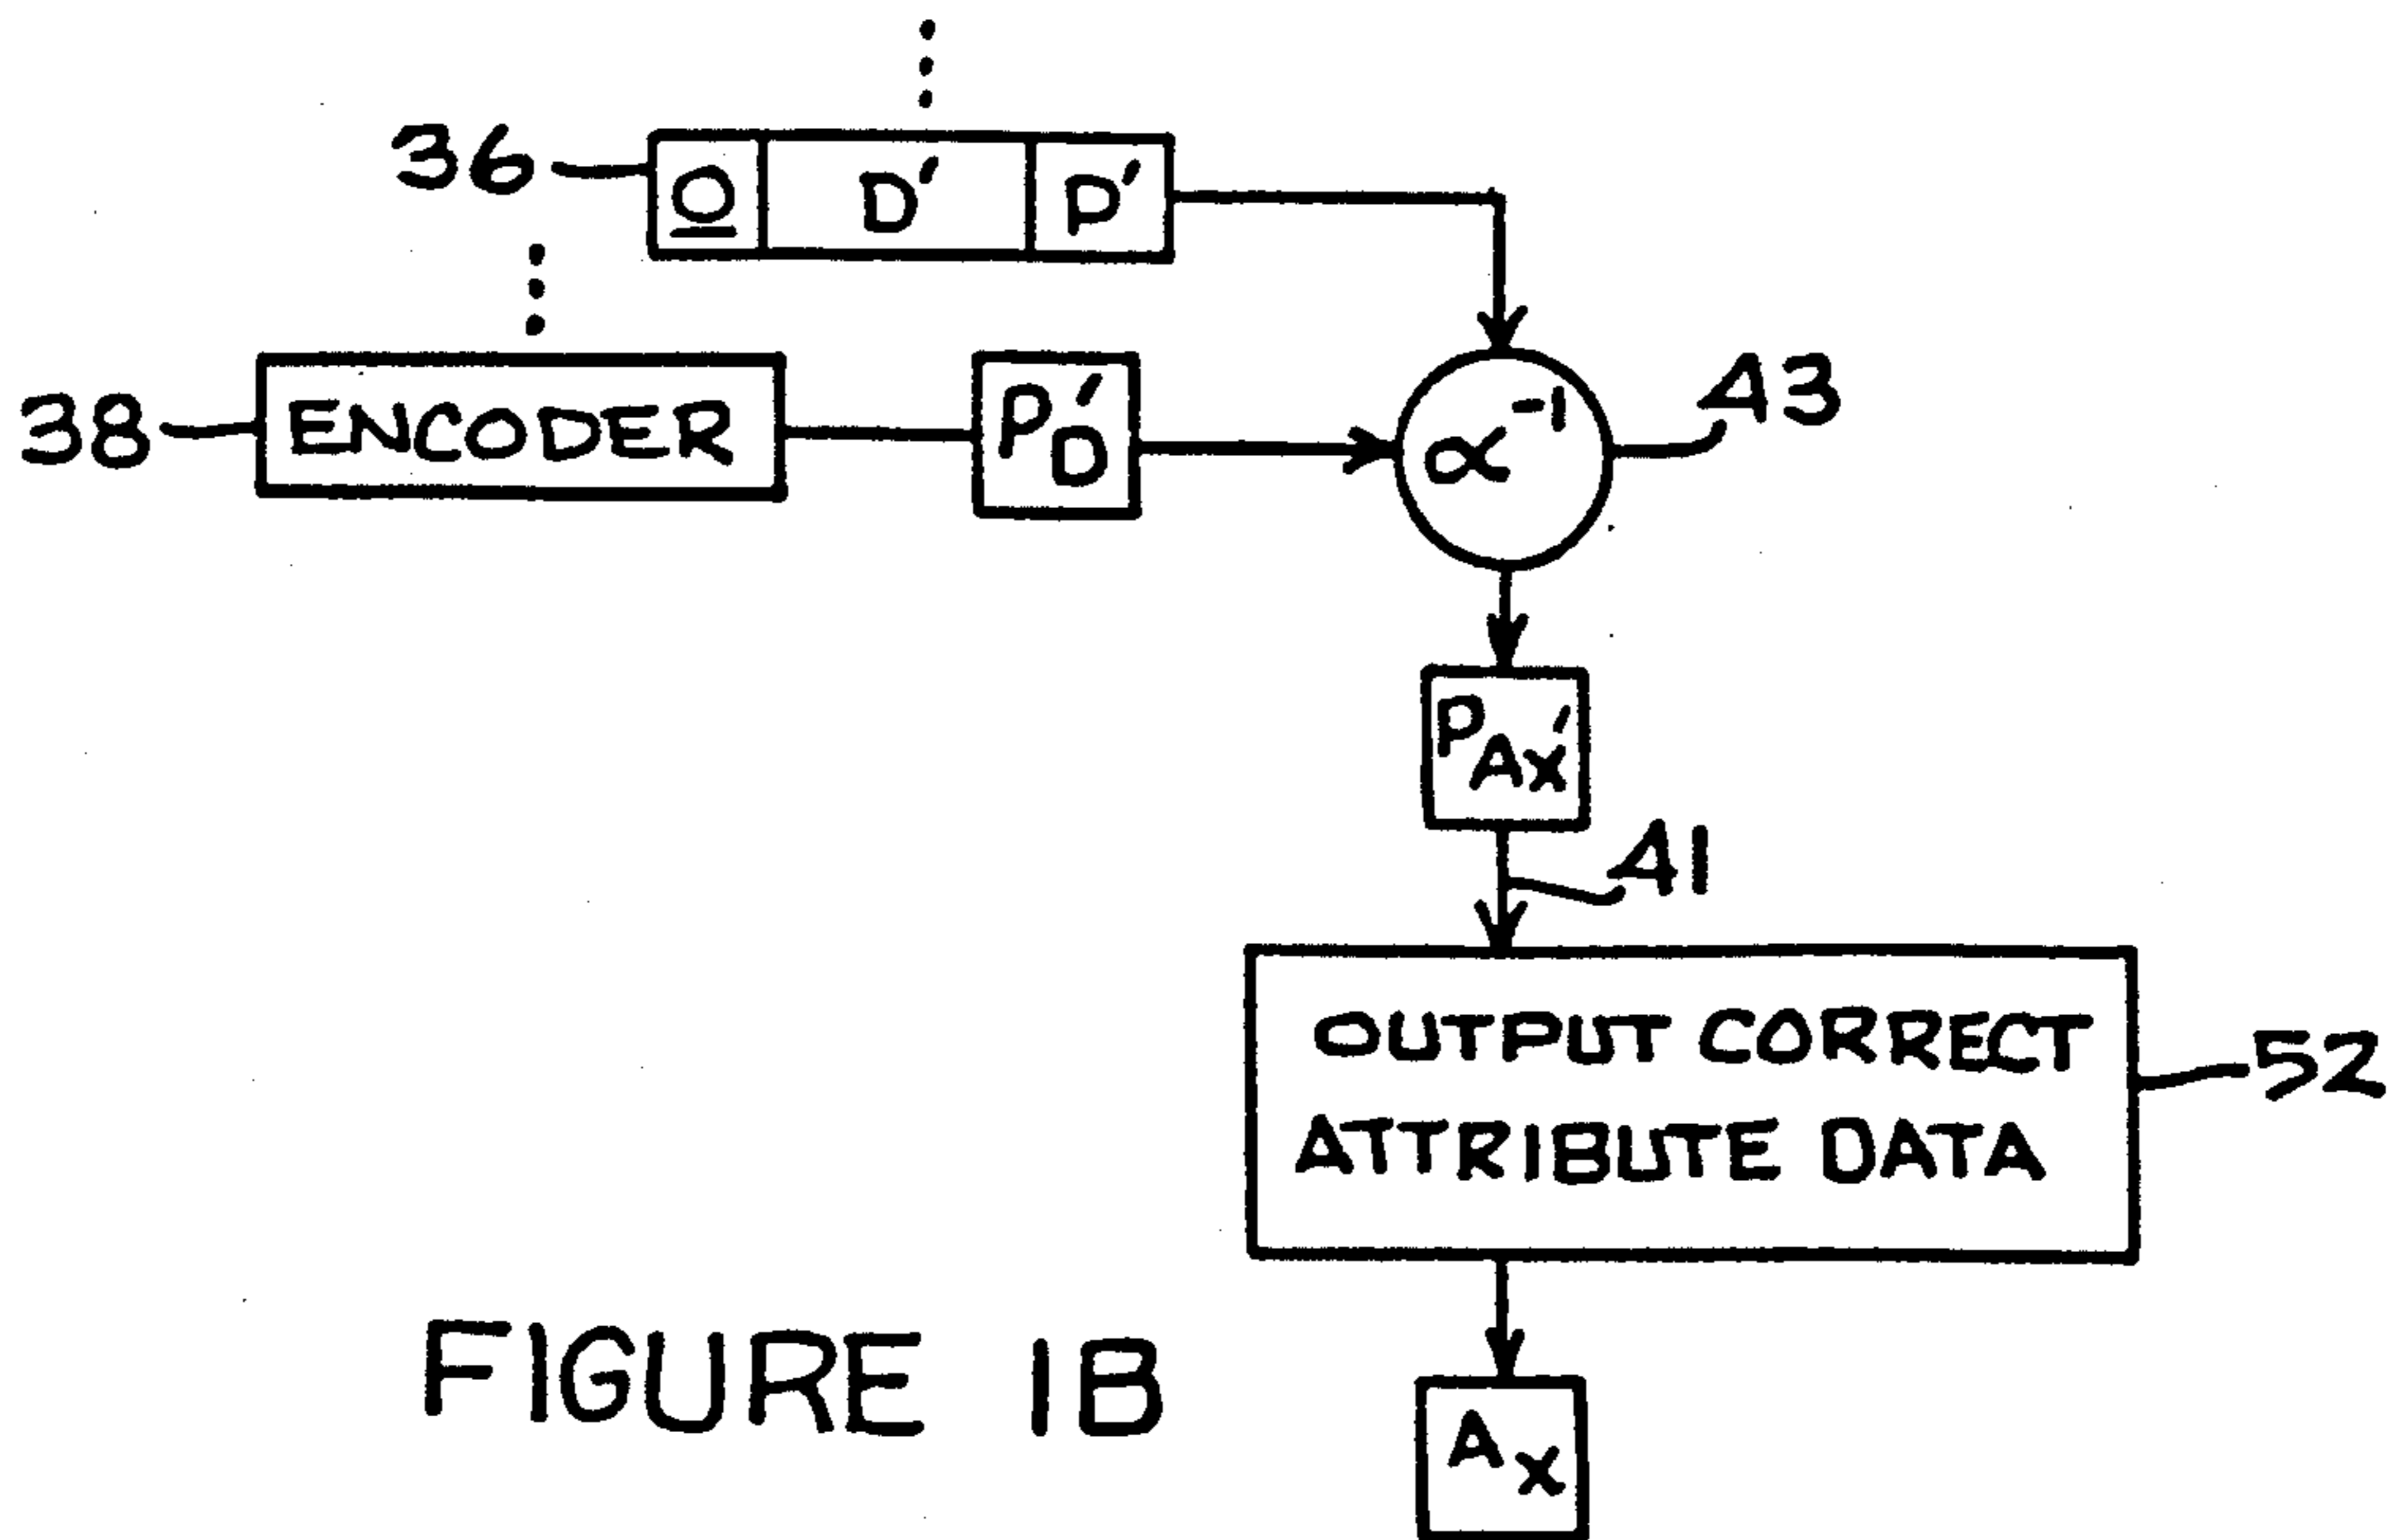 36
O D′ P′
38 ENCODER P′D ∝⁻¹ 43
PAx′
41
OUTPUT CORRECT
ATTRIBUTE DATA
52
FIGURE 1B
Ax